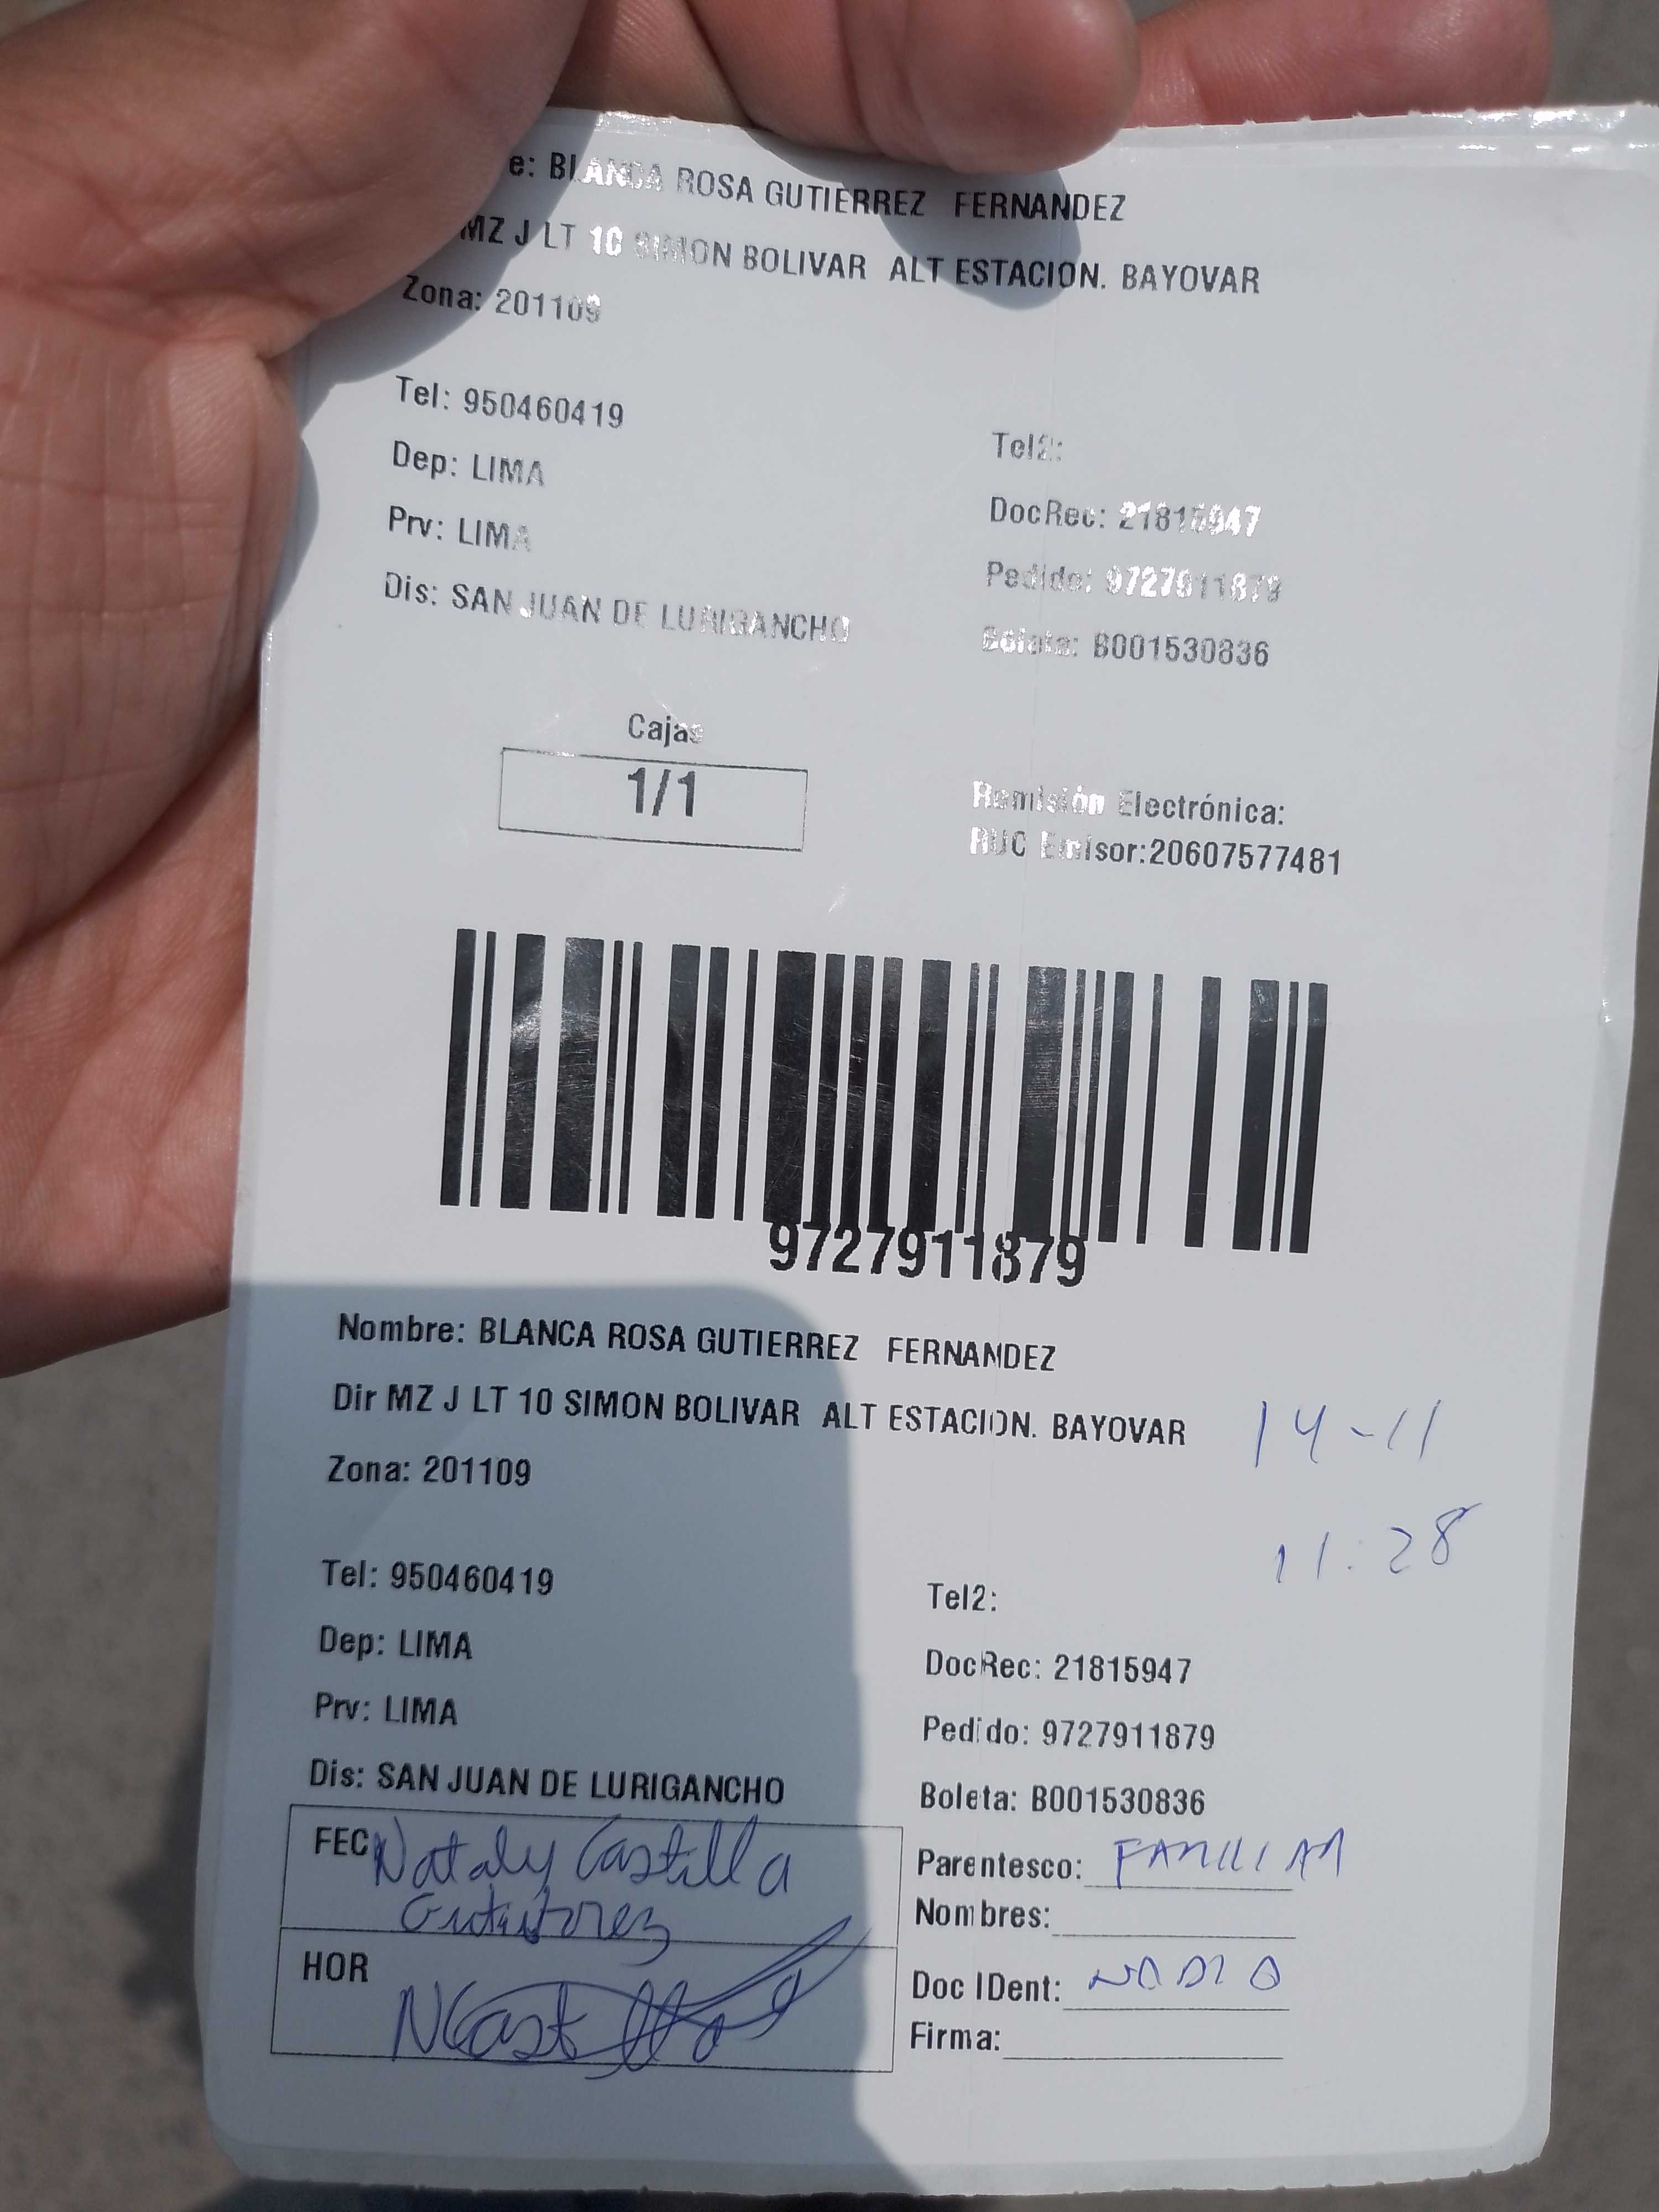 e: BLANCA ROSA GUTIERREZ FERNANDEZ
MZ J LT 10 SIMON BOLIVAR ALT ESTACION. BAYOVAR
Zona: 201109
Tel: 950460419
Tel2:
Dep: LIMA
DocRec: 21815947
Prv: LIMA
Pedido: 9727911879
Dis: SAN JUAN DE LURIGANCHO
Boleta: B001530836
Cajas
1/1
Remisión Electrónica:
RUC Emisor:20607577481
9727911879
Nombre: BLANCA ROSA GUTIERREZ FERNANDEZ
Dir MZ J LT 10 SIMON BOLIVAR ALT ESTACION. BAYOVAR
14-11
Zona: 201109
11:28
Tel: 950460419
Tel2:
Dep: LIMA
DocRec: 21815947
Prv: LIMA
Pedido: 9727911879
Dis: SAN JUAN DE LURIGANCHO
Boleta: B001530836
FEC Nataly Castilla
Gutierrez
Parentesco: FAMILIAR
Nombres:
HOR NCastilla
Doc IDent:
Firma: